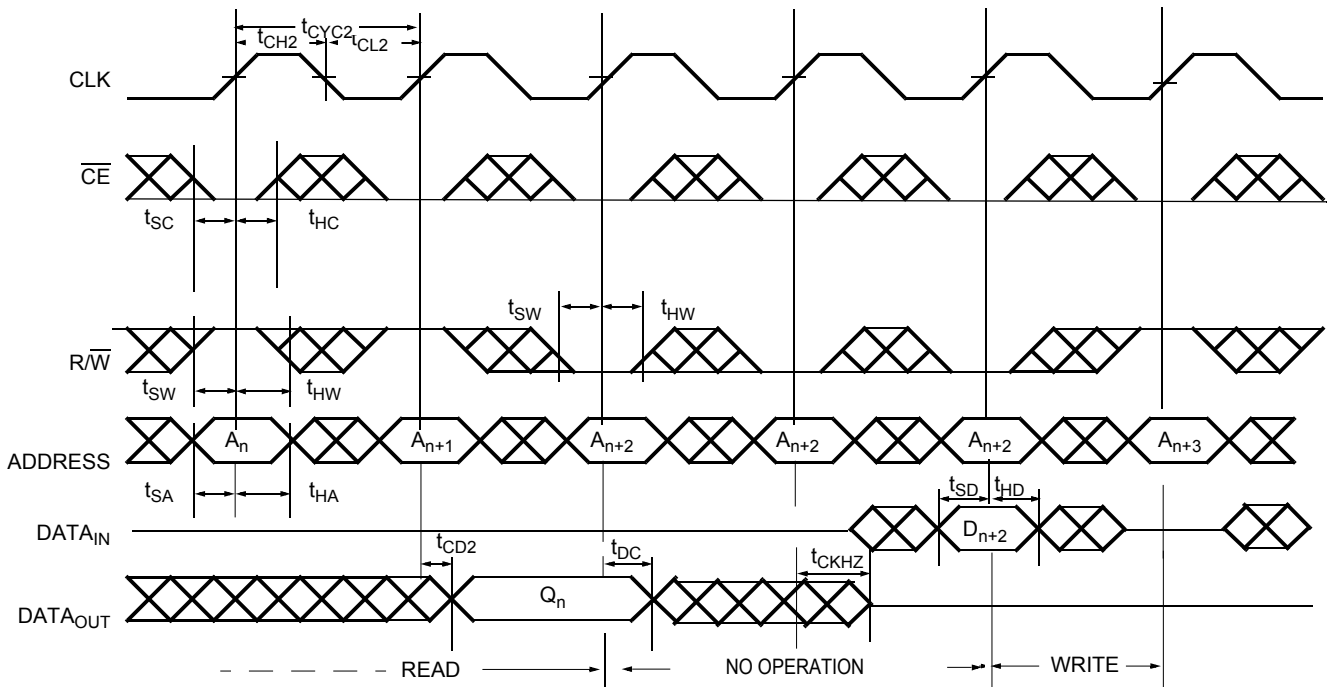 tCYC2
tCH2
tCL2
CLK
CE
tSC
tHC
tSW
tHW
R/W
tSW
tHW
An
An+1
An+2
An+2
An+2
An+3
ADDRESS
tSA
tHA
tSD
tHD
DATAIN
Dn+2
tCD2
tDC
tCKHZ
Qn
DATAOUT
READ
NO OPERATION
WRITE